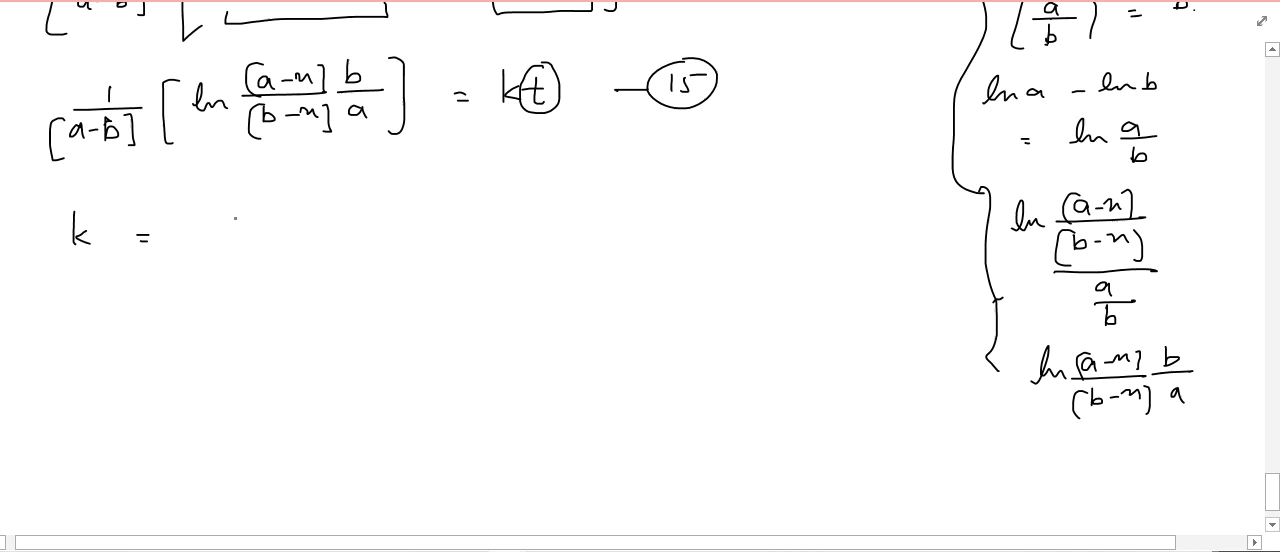 1/[a-b] [ln [a-x]/[b-x] b/a] = kt — 15
k =
(a/b) =
ln a - ln b
= ln a/b
ln [a-x]/[b-x] / a/b
ln [a-x]/[b-x] b/a